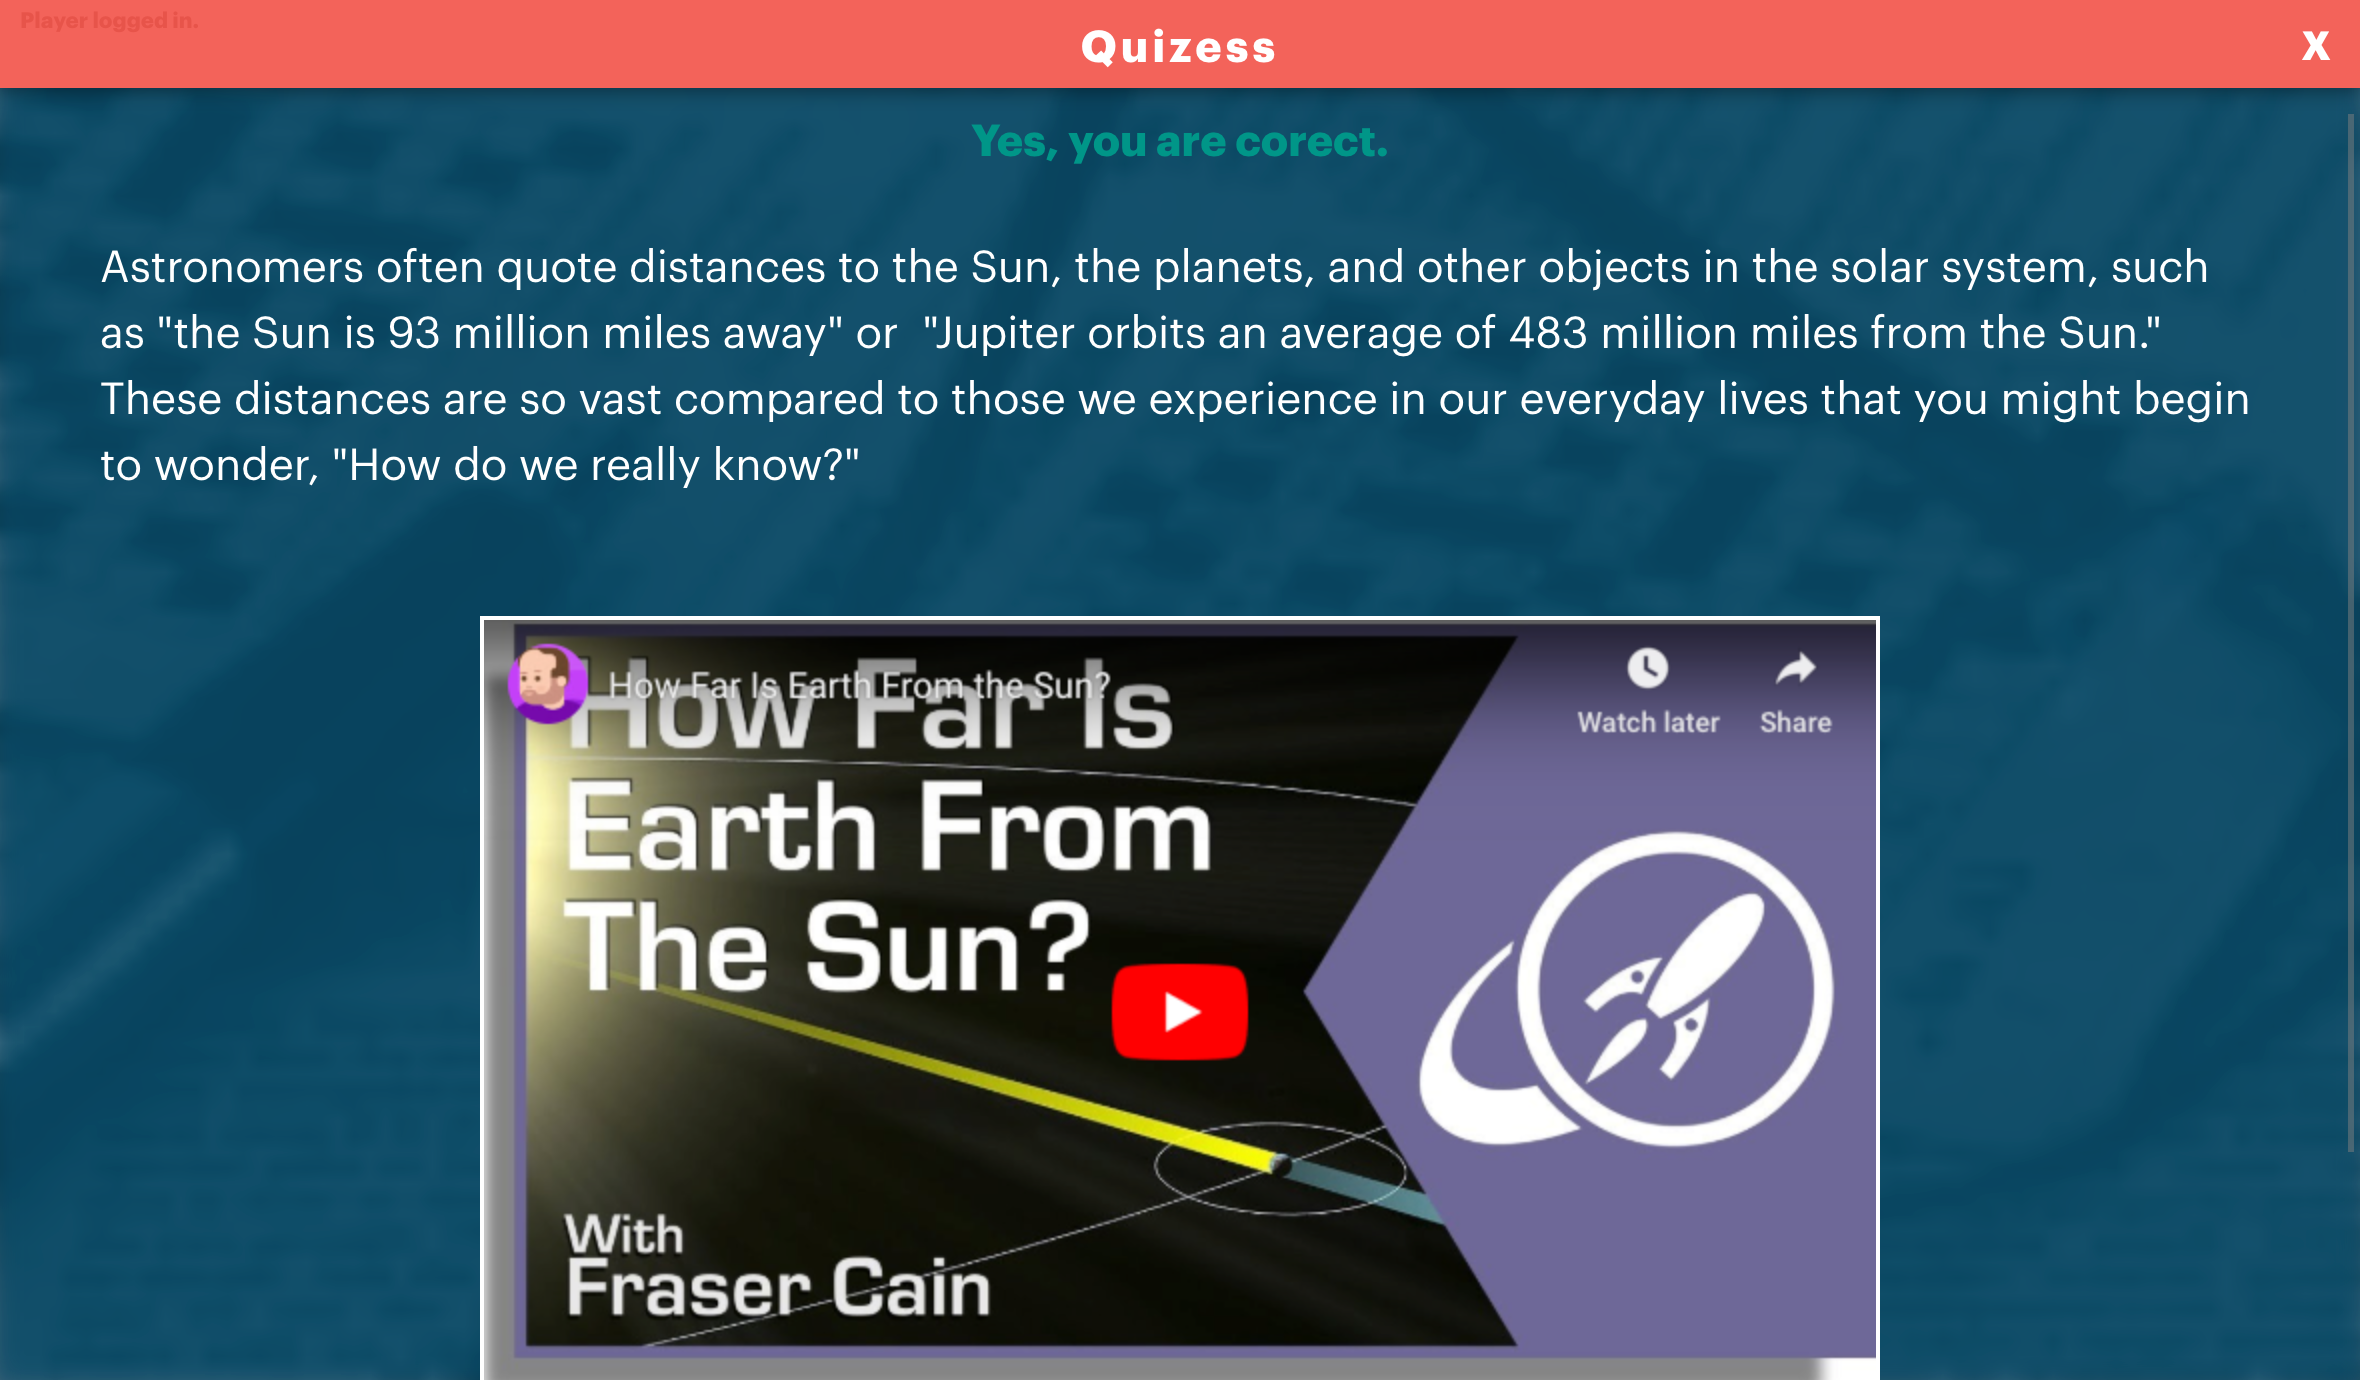 Player logged in.
Quizess
X
Yes, you are corect.
Astronomers often quote distances to the Sun, the planets, and other objects in the solar system, such
as "the Sun is 93 million miles away" or  "Jupiter orbits an average of 483 million miles from the Sun."
These distances are so vast compared to those we experience in our everyday lives that you might begin
to wonder, "How do we really know?"
How Far Is Earth From the Sun?
Watch later
Share
How Far Is
Earth From
The Sun?
With
Fraser Cain